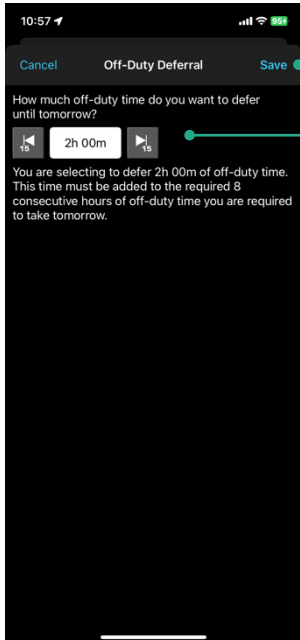 10:57
95
Cancel
Off-Duty Deferral
Save
How much off-duty time do you want to defer
until tomorrow?
15
2h 00m
15
You are selecting to defer 2h 00m of off-duty time.
This time must be added to the required 8
consecutive hours of off-duty time you are required
to take tomorrow.